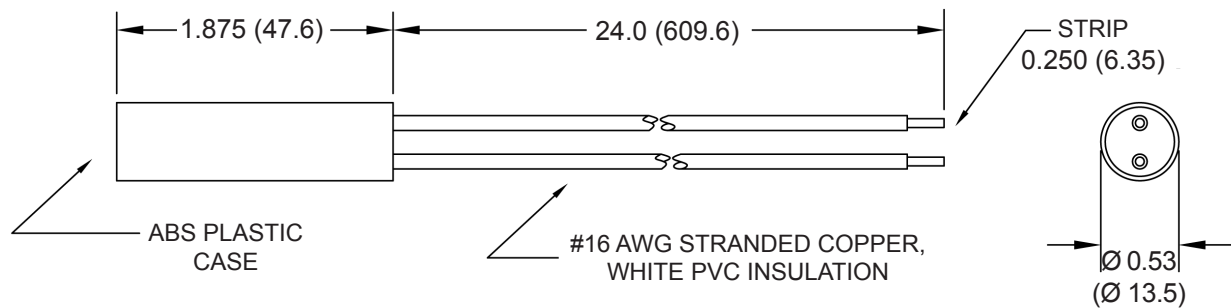 1.875 (47.6)
24.0 (609.6)
STRIP
0.250 (6.35)
ABS PLASTIC
CASE
#16 AWG STRANDED COPPER,
WHITE PVC INSULATION
Ø 0.53
(Ø 13.5)